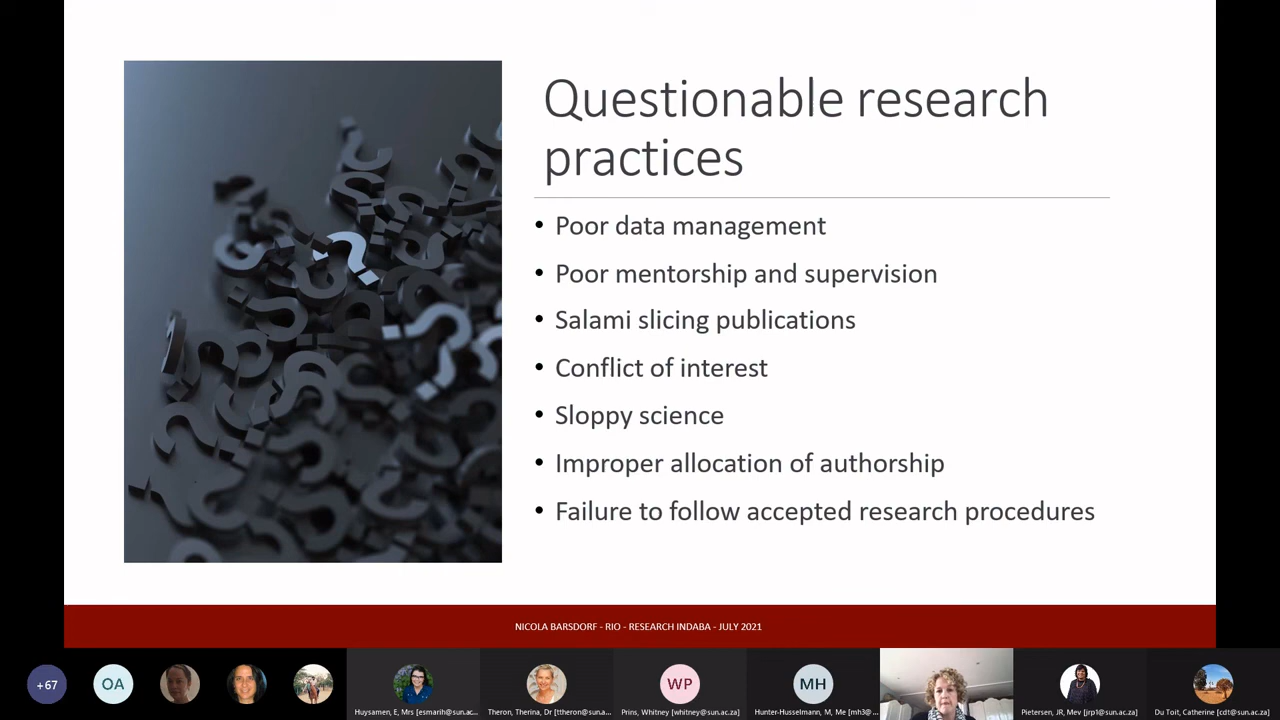 Questionable research
practices
• Poor data management
• Poor mentorship and supervision
• Salami slicing publications
• Conflict of interest
• Sloppy science
• Improper allocation of authorship
• Failure to follow accepted research procedures
NICOLA BARSDORF - RIO - RESEARCH INDABA - JULY 2021
+67
OA
WP
MH
Huysamen, E, Mrs [esmarih@sun.ac...
Theron, Therina, Dr [ttheron@sun.a...
Prins, Whitney [whitney@sun.ac.za]
Hunter-Husselmann, M, Me [mh3@...
Pietersen, JR, Mev [jrp1@sun.ac.za]
Du Toit, Catherine [cdt@sun.ac.za]